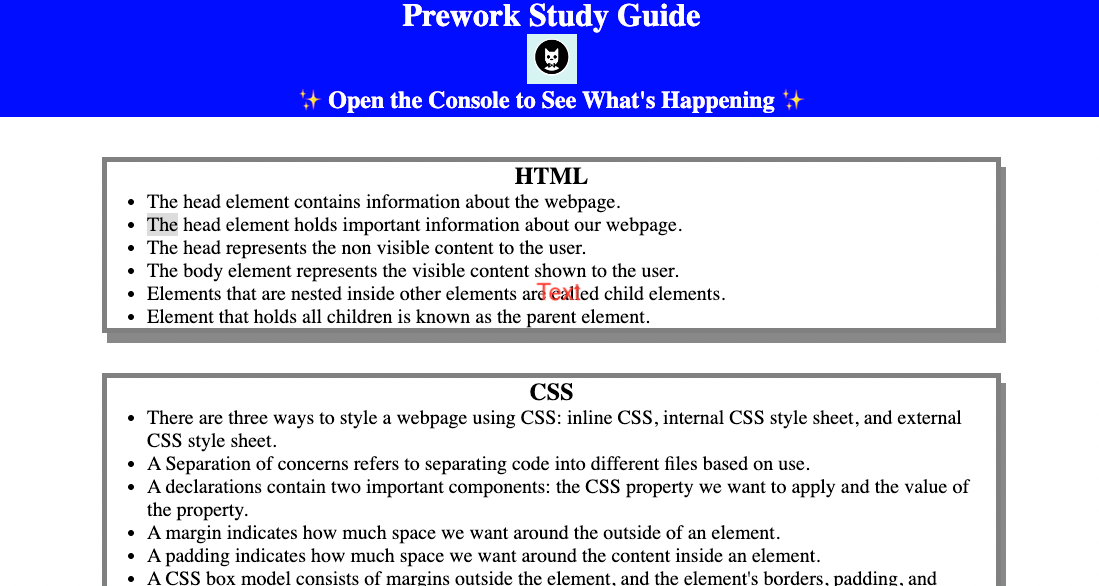 Prework Study Guide
✨ Open the Console to See What's Happening ✨
HTML
• The head element contains information about the webpage.
• The head element holds important information about our webpage.
• The head represents the non visible content to the user.
• The body element represents the visible content shown to the user.
• Elements that are nested inside other elements are called child elements.
Text
• Element that holds all children is known as the parent element.
CSS
• There are three ways to style a webpage using CSS: inline CSS, internal CSS style sheet, and external
CSS style sheet.
• A Separation of concerns refers to separating code into different files based on use.
• A declarations contain two important components: the CSS property we want to apply and the value of
the property.
• A margin indicates how much space we want around the outside of an element.
• A padding indicates how much space we want around the content inside an element.
• A CSS box model consists of margins outside the element, and the element's borders, padding, and